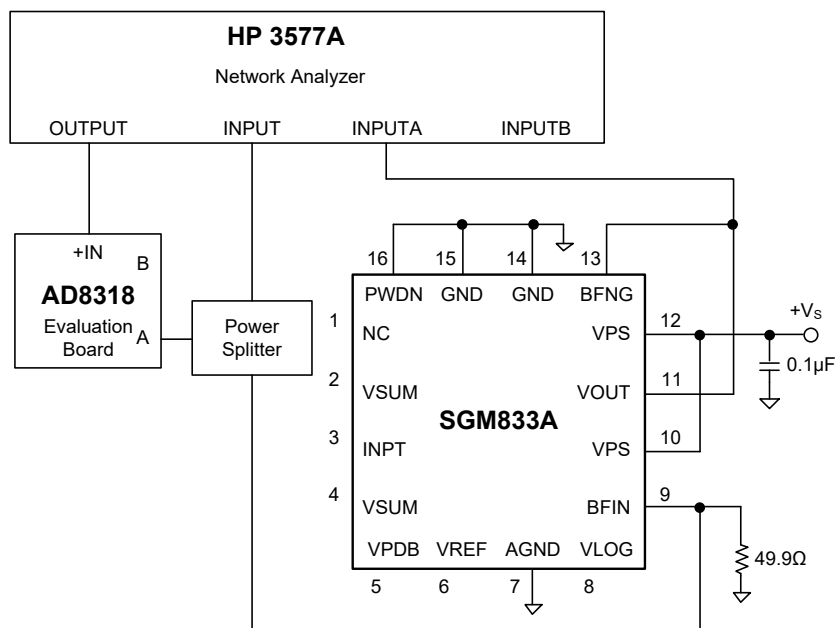 HP 3577A
Network Analyzer
OUTPUT INPUT INPUTA INPUTB
+IN
B
AD8318
Evaluation
Board
A
Power
Splitter
16 15 14 13
PWDN GND GND BFNG
1
NC
2
VSUM
3
INPT
4
VSUM
SGM833A
VPS
12
VOUT
11
VPS
10
BFIN
9
VPDB VREF AGND VLOG
5 6 7 8
+VS
0.1µF
49.9Ω